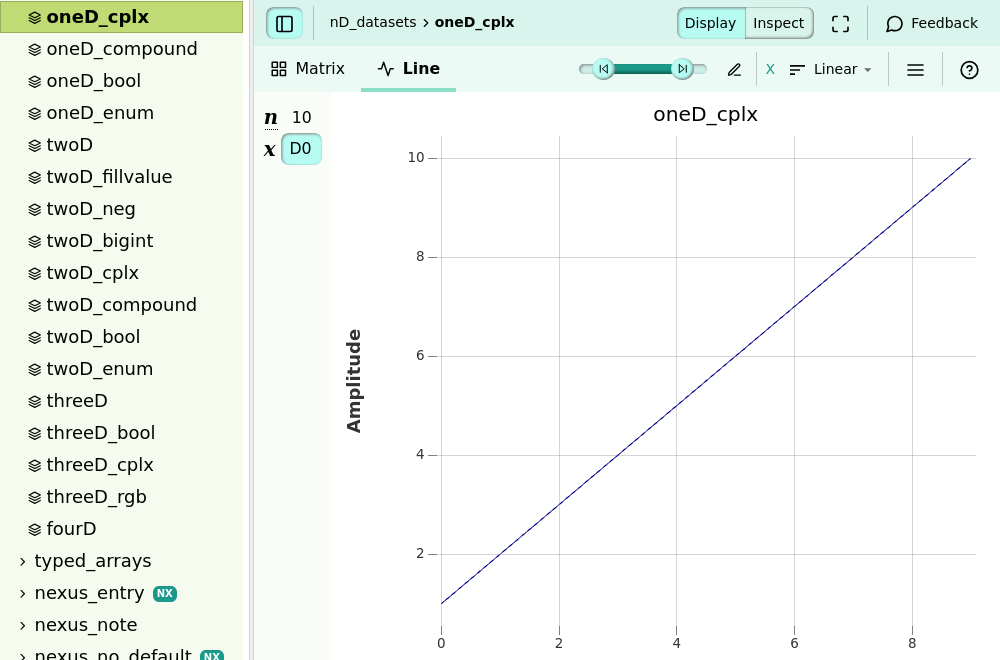 oneD_cplx
oneD_compound
oneD_bool
oneD_enum
twoD
twoD_fillvalue
twoD_neg
twoD_bigint
twoD_cplx
twoD_compound
twoD_bool
twoD_enum
threeD
threeD_bool
threeD_cplx
threeD_rgb
fourD
typed_arrays
nexus_entry NX
nexus_note
nexus_no_default NX
nD_datasets › oneD_cplx
Display Inspect
Feedback
Matrix Line
X Linear
n 10
x D0
oneD_cplx
Amplitude
10
8
6
4
2
0 2 4 6 8